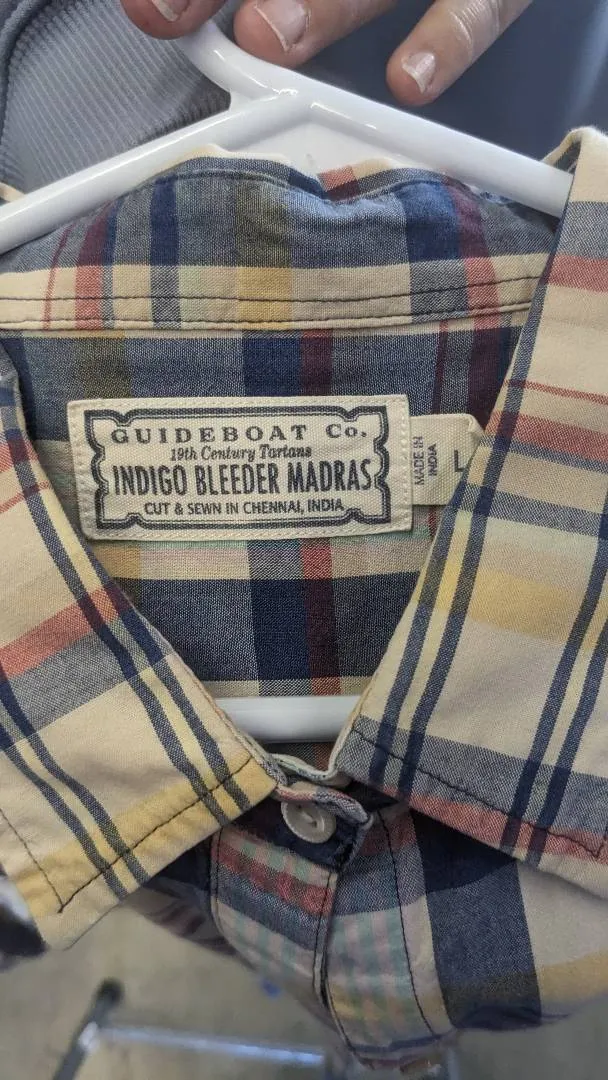 GUIDEBOAT Co.
19th Century Tartans
INDIGO BLEEDER MADRAS
CUT & SEWN IN CHENNAI, INDIA
MADE IN
INDIA
L